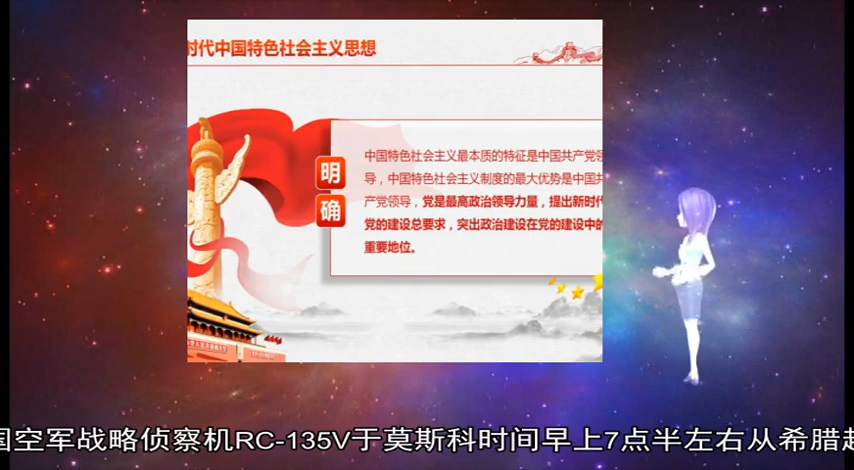 时代中国特色社会主义思想
明
确
中国特色社会主义最本质的特征是中国共产党领
导，中国特色社会主义制度的最大优势是中国共
产党领导，党是最高政治领导力量，提出新时代
党的建设总要求，突出政治建设在党的建设中的
重要地位。
国空军战略侦察机RC-135V于莫斯科时间早上7点半左右从希腊起